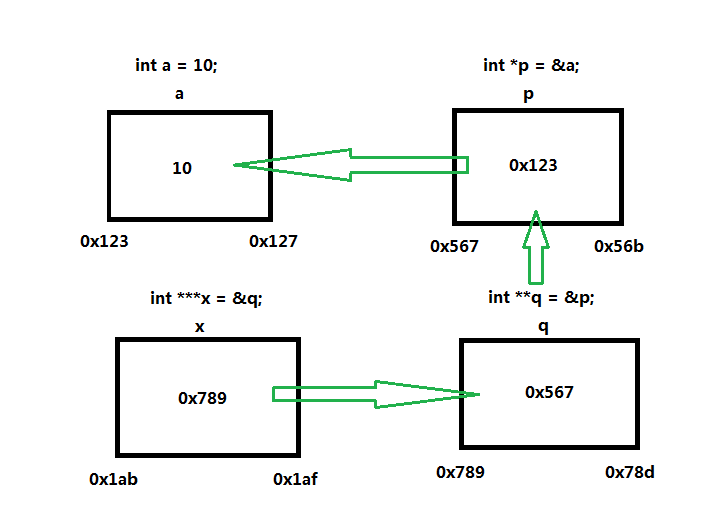 int a = 10;
a
10
0x123 0x127
int *p = &a;
p
0x123
0x567 0x56b
int ***x = &q;
x
0x789
0x1ab 0x1af
int **q = &p;
q
0x567
0x789 0x78d